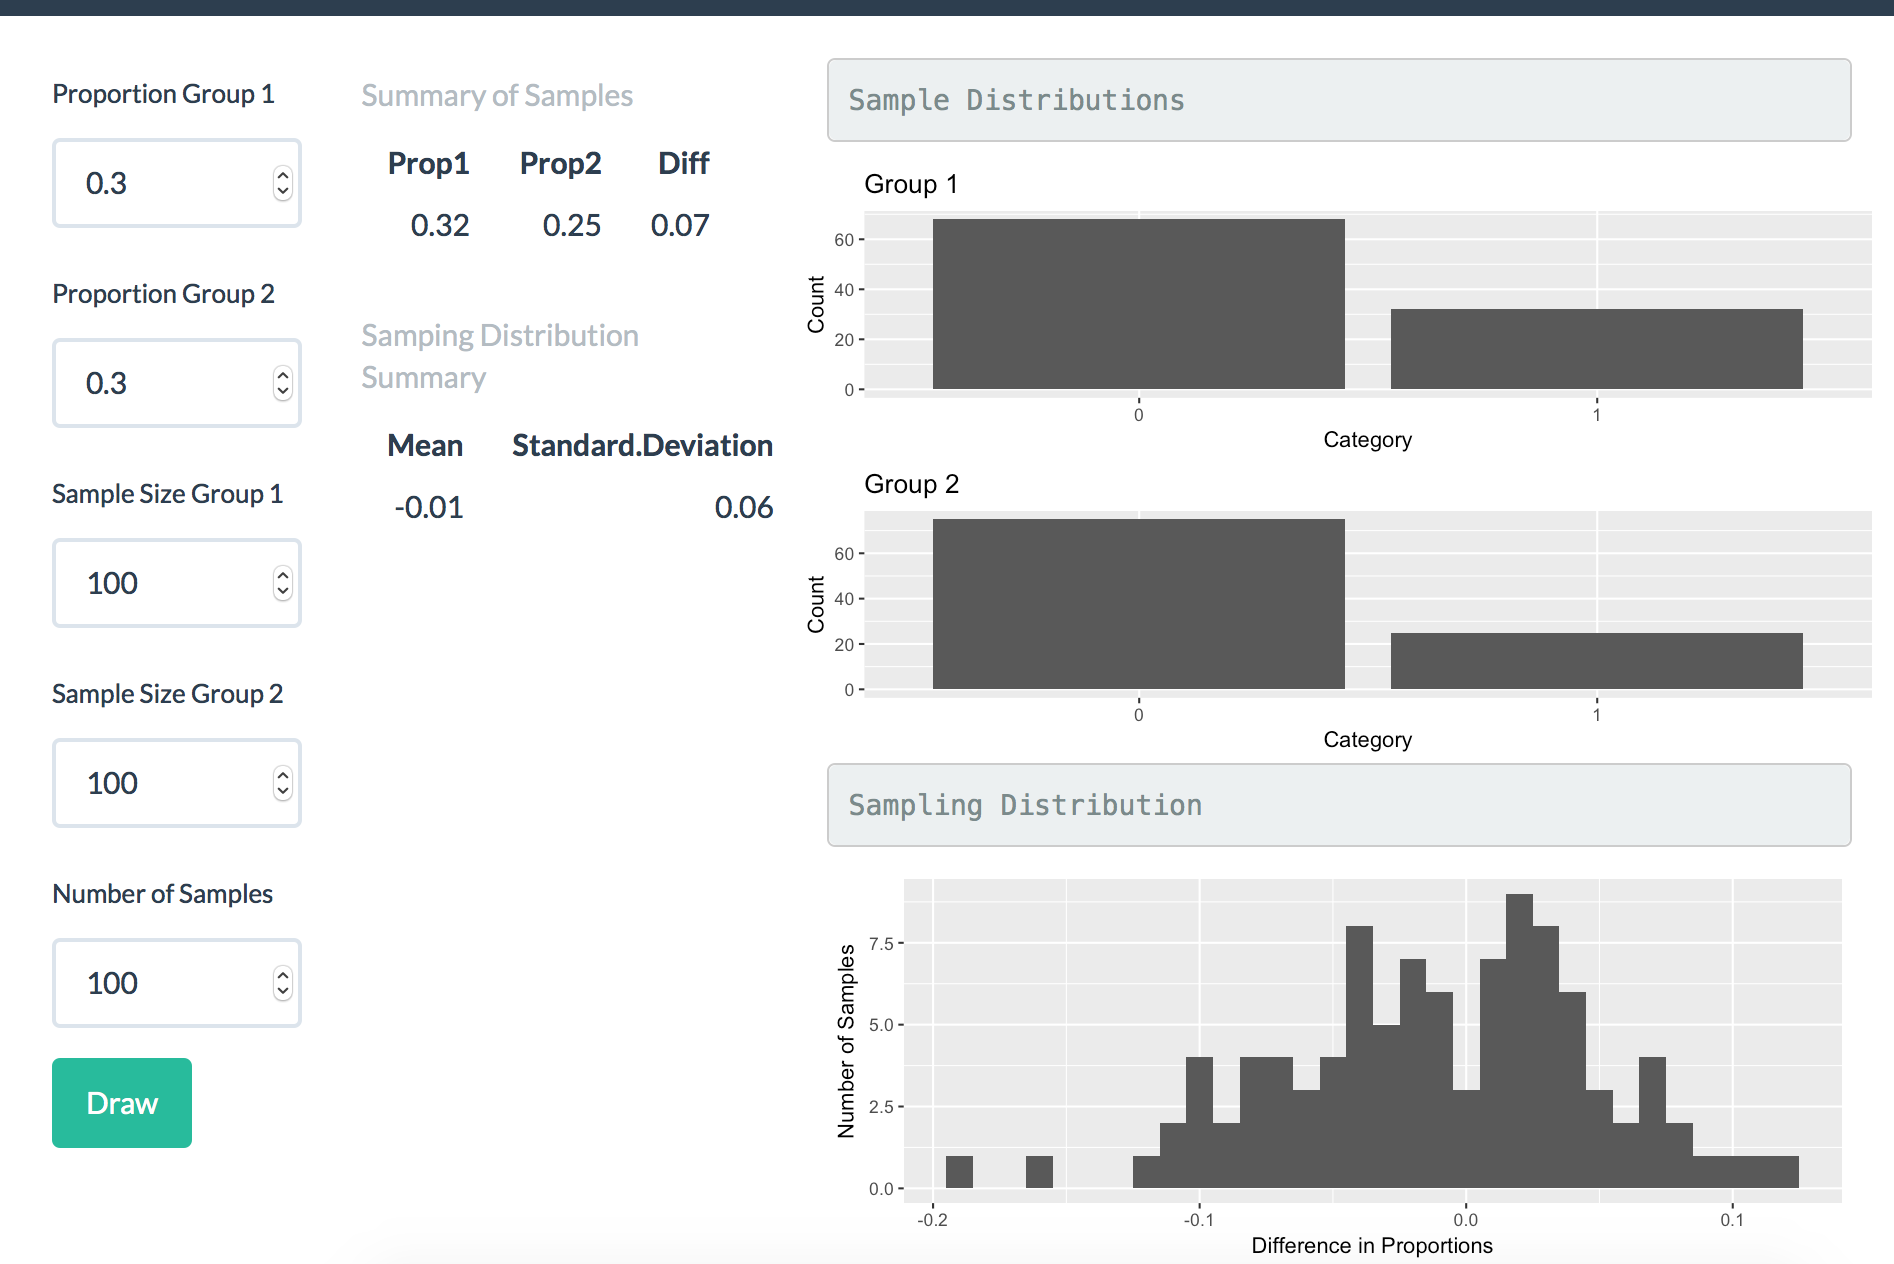 Proportion Group 1
0.3
Proportion Group 2
0.3
Sample Size Group 1
100
Sample Size Group 2
100
Number of Samples
100
Draw
Summary of Samples
Prop1 Prop2 Diff
0.32 0.25 0.07
Samping Distribution
Summary
Mean Standard.Deviation
-0.01 0.06
Sample Distributions
Group 1
Count
60
40
20
0
0 1
Category
Group 2
Count
60
40
20
0
0 1
Category
Sampling Distribution
Number of Samples
7.5
5.0
2.5
0.0
-0.2 -0.1 0.0 0.1
Difference in Proportions